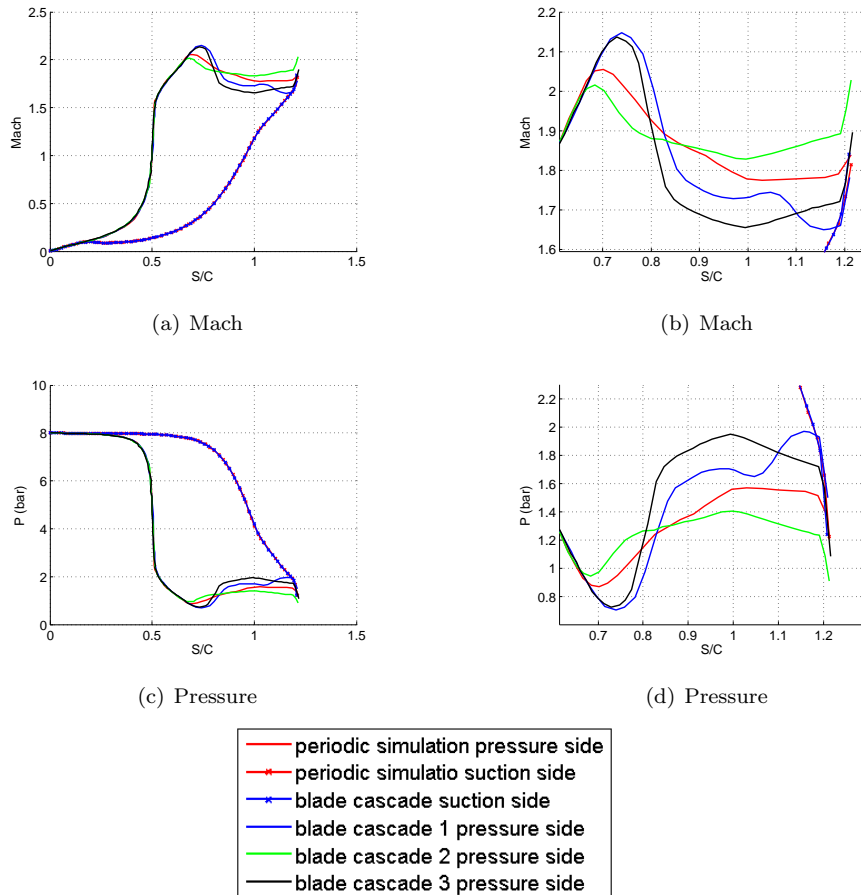 2.5
2
1.5
1
0.5
0
0
0.5
1
1.5
Mach
S/C
(a) Mach
2.2
2.1
2
1.9
1.8
1.7
1.6
0.7
0.8
0.9
1
1.1
1.2
Mach
S/C
(b) Mach
10
8
6
4
2
0
0
0.5
1
1.5
P (bar)
S/C
(c) Pressure
2.2
2
1.8
1.6
1.4
1.2
1
0.8
0.7
0.8
0.9
1
1.1
1.2
P (bar)
S/C
(d) Pressure
periodic simulation pressure side
periodic simulatio suction side
blade cascade suction side
blade cascade 1 pressure side
blade cascade 2 pressure side
blade cascade 3 pressure side